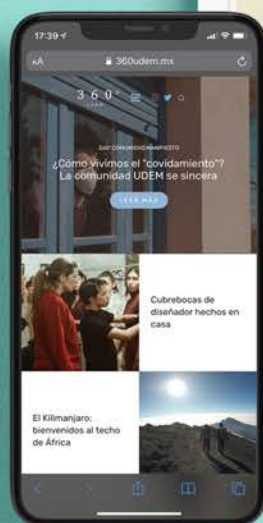 17:39
AA 360udem.mx
360°
360° COMUNIDAD MANIFIESTO
¿Cómo vivimos el "covidamiento"?
La comunidad UDEM se sincera
LEER MÁS
Cubrebocas de
diseñador hechos en
casa
El Kilimanjaro:
bienvenidos al techo
de África